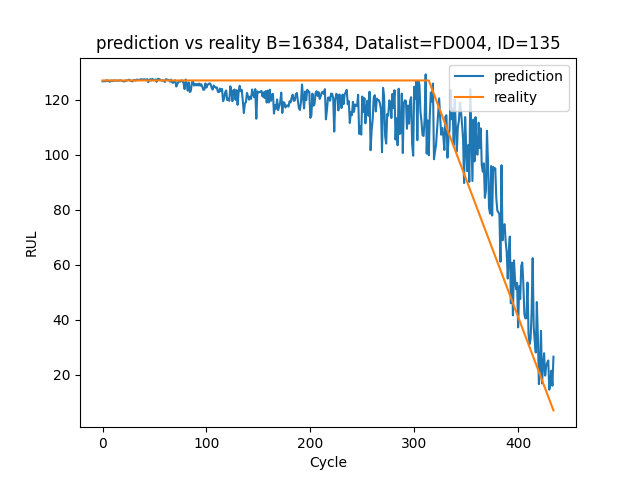 prediction vs reality B=16384, Datalist=FD004, ID=135
prediction
reality
RUL
120
100
80
60
40
20
0 100 200 300 400
Cycle